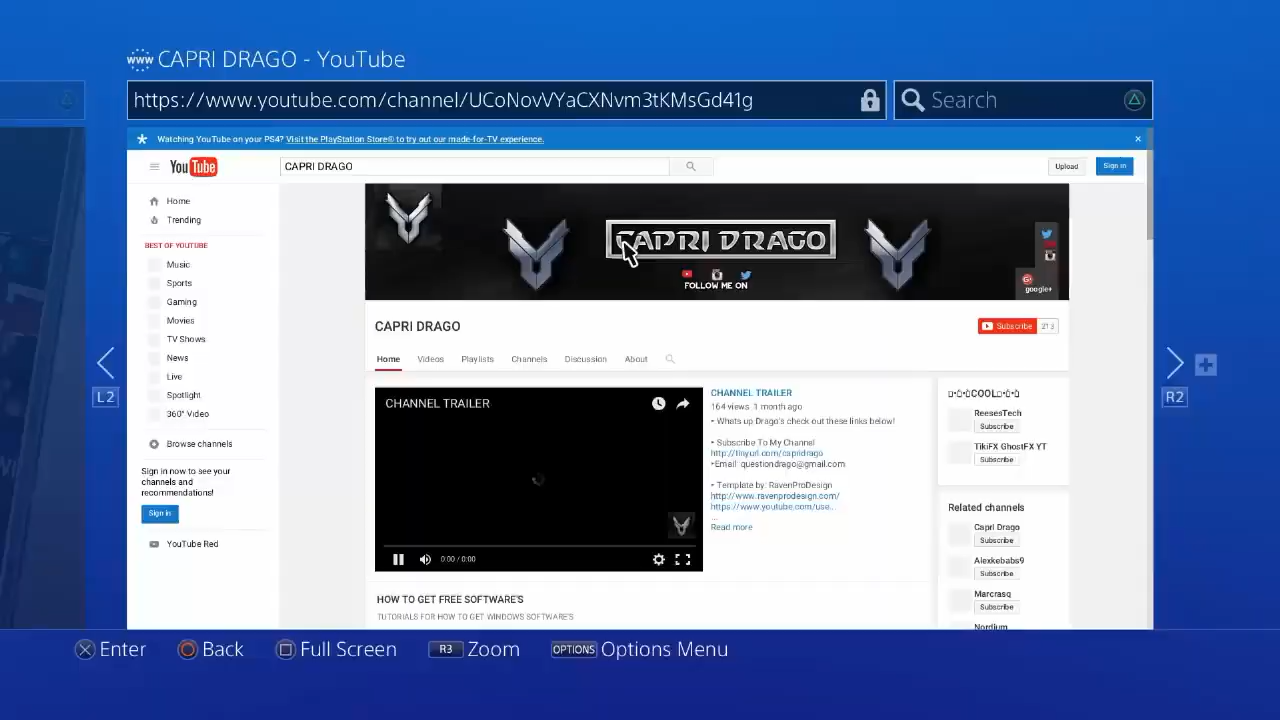 CAPRI DRAGO - YouTube
https://www.youtube.com/channel/UCoNovVYaCXNvm3tKMsGd41g
Search
Watching YouTube on your PS4? Visit the PlayStation Store® to try out our made-for-TV experience.
YouTube
CAPRI DRAGO
Upload
Sign in
Home
Trending
BEST OF YOUTUBE
Music
Sports
Gaming
Movies
TV Shows
News
Live
Spotlight
360° Video
Browse channels
Sign in now to see your
channels and
recommendations!
Sign in
YouTube Red
CAPRI DRAGO
FOLLOW ME ON
google+
CAPRI DRAGO
Subscribe 213
Home Videos Playlists Channels Discussion About
CHANNEL TRAILER
0:00 / 0:00
CHANNEL TRAILER
164 views 1 month ago
• Whats up Drago's check out these links below!
• Subscribe To My Channel
http://tinyurl.com/capridrago
•Email: questiondrago@gmail.com
• Template by: RavenProDesign
http://www.ravenprodesign.com/
https://www.youtube.com/use...
...
Read more
HOW TO GET FREE SOFTWARE'S
TUTORIALS FOR HOW TO GET WINDOWS SOFTWARE'S
COOL
ReesesTech
Subscribe
TikiFX GhostFX YT
Subscribe
Related channels
Capri Drago
Subscribe
Alexkebabs9
Subscribe
Marcrasq
Subscribe
Nordium
L2
R2
Enter
Back
Full Screen
R3 Zoom
OPTIONS Options Menu